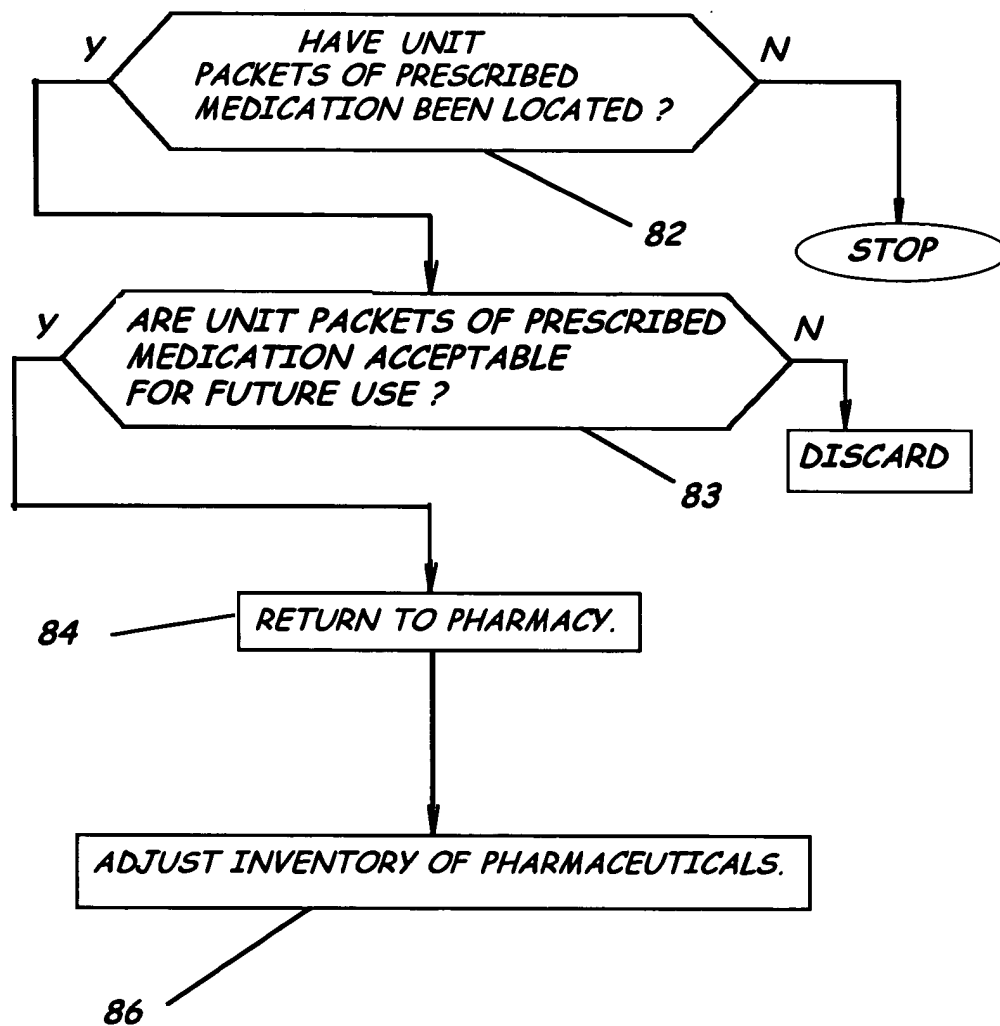 Y
HAVE UNIT
N
PACKETS OF PRESCRIBED
MEDICATION BEEN LOCATED ?
82
STOP
Y
ARE UNIT PACKETS OF PRESCRIBED
N
MEDICATION ACCEPTABLE
FOR FUTURE USE ?
DISCARD
83
RETURN TO PHARMACY.
84
ADJUST INVENTORY OF PHARMACEUTICALS.
86